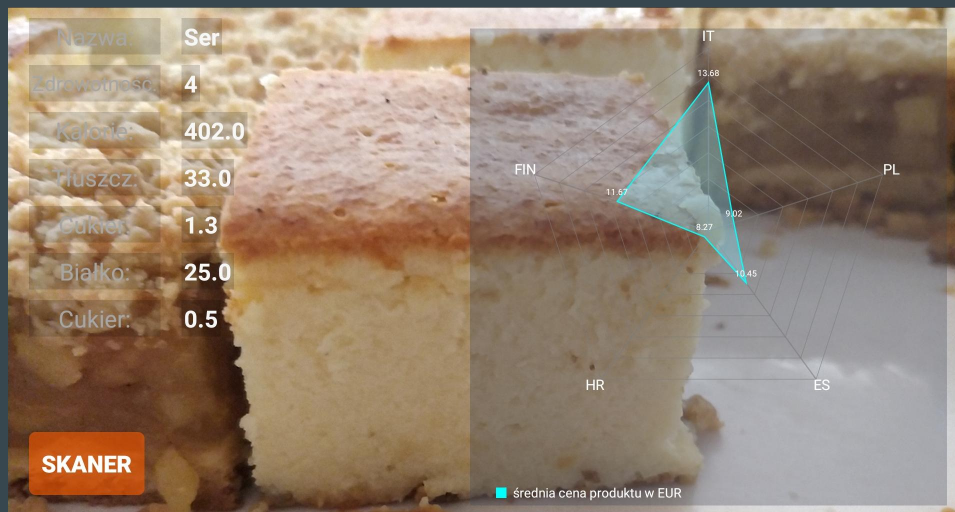 Nazwa: Ser
Zdrowotność: 4
Kalorie: 402.0
Tłuszcz: 33.0
Cukier: 1.3
Białko: 25.0
Cukier: 0.5
SKANER
IT
13.68
FIN
PL
11.67
9.02
8.27
10.45
HR
ES
średnia cena produktu w EUR